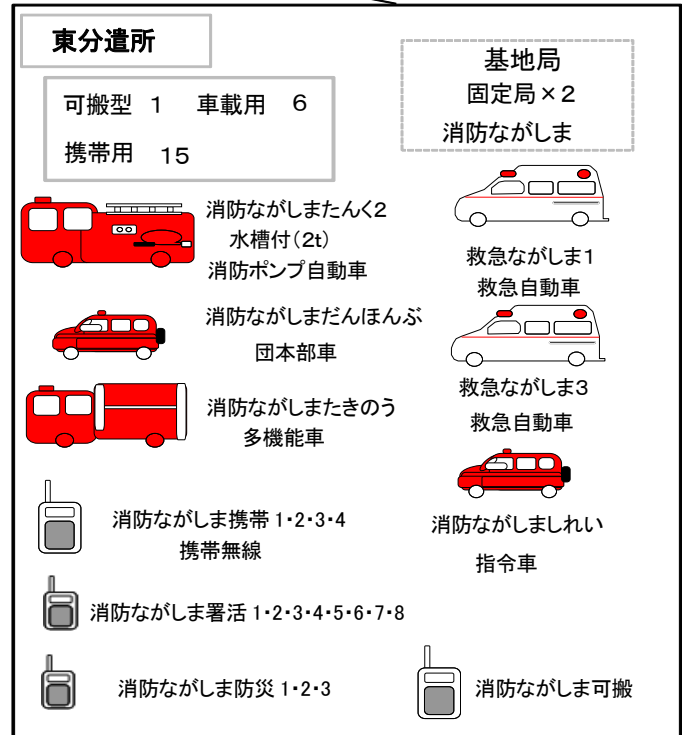 東分遣所
可搬型 1 車載用 6
携帯用 15
基地局
固定局×2
消防ながしま
消防ながしまたんく2
水槽付(2t)
消防ポンプ自動車
救急ながしま1
救急自動車
消防ながしまだんほんぶ
団本部車
救急ながしま3
救急自動車
消防ながしまたきのう
多機能車
消防ながしましれい
指令車
消防ながしま携帯 1・2・3・4
携帯無線
消防ながしま署活 1・2・3・4・5・6・7・8
消防ながしま防災 1・2・3
消防ながしま可搬